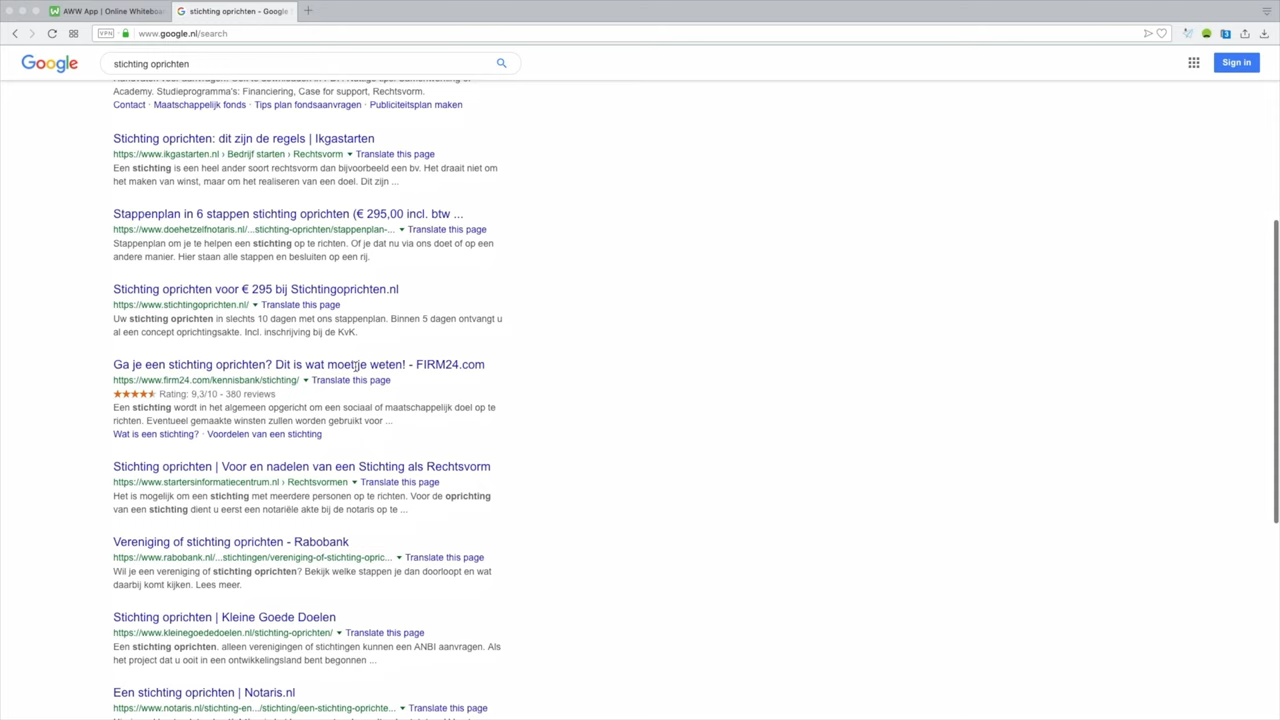 AWW App | Online Whiteboa
stichting oprichten - Google
VPN www.google.nl/search
Google stichting oprichten Sign in
Academy. Studieprogramma's: Financiering, Case for support, Rechtsvorm.
Contact · Maatschappelijk fonds · Tips plan fondsaanvragen · Publiciteitsplan maken
Stichting oprichten: dit zijn de regels | Ikgastarten
https://www.ikgastarten.nl › Bedrijf starten › Rechtsvorm ▼ Translate this page
Een stichting is een heel ander soort rechtsvorm dan bijvoorbeeld een bv. Het draait niet om
het maken van winst, maar om het realiseren van een doel. Dit zijn ...
Stappenplan in 6 stappen stichting oprichten (€ 295,00 incl. btw ...
https://www.doehetzelfnotaris.nl/...stichting-oprichten/stappenplan-... ▼ Translate this page
Stappenplan om je te helpen een stichting op te richten. Of je dat nu via ons doet of op een
andere manier. Hier staan alle stappen en besluiten op een rij.
Stichting oprichten voor € 295 bij Stichtingoprichten.nl
https://www.stichtingoprichten.nl/ ▼ Translate this page
Uw stichting oprichten in slechts 10 dagen met ons stappenplan. Binnen 5 dagen ontvangt u
al een concept oprichtingsakte. Incl. inschrijving bij de KvK.
Ga je een stichting oprichten? Dit is wat moet je weten! - FIRM24.com
https://www.firm24.com/kennisbank/stichting/ ▼ Translate this page
Rating: 9,3/10 - 380 reviews
Een stichting wordt in het algemeen opgericht om een sociaal of maatschappelijk doel op te
richten. Eventueel gemaakte winsten zullen worden gebruikt voor ...
Wat is een stichting? · Voordelen van een stichting
Stichting oprichten | Voor en nadelen van een Stichting als Rechtsvorm
https://www.startersinformatiecentrum.nl › Rechtsvormen ▼ Translate this page
Het is mogelijk om een stichting met meerdere personen op te richten. Voor de oprichting
van een stichting dient u eerst een notariële akte bij de notaris op te ...
Vereniging of stichting oprichten - Rabobank
https://www.rabobank.nl/...stichtingen/vereniging-of-stichting-opric... ▼ Translate this page
Wil je een vereniging of stichting oprichten? Bekijk welke stappen je dan doorloopt en wat
daarbij komt kijken. Lees meer.
Stichting oprichten | Kleine Goede Doelen
https://www.kleinegoededoelen.nl/stichting-oprichten/ ▼ Translate this page
Een stichting oprichten. alleen verenigingen of stichtingen kunnen een ANBI aanvragen. Als
het project dat u ooit in een ontwikkelingsland bent begonnen ...
Een stichting oprichten | Notaris.nl
https://www.notaris.nl/stichting-en.../stichting/een-stichting-oprichte... ▼ Translate this page